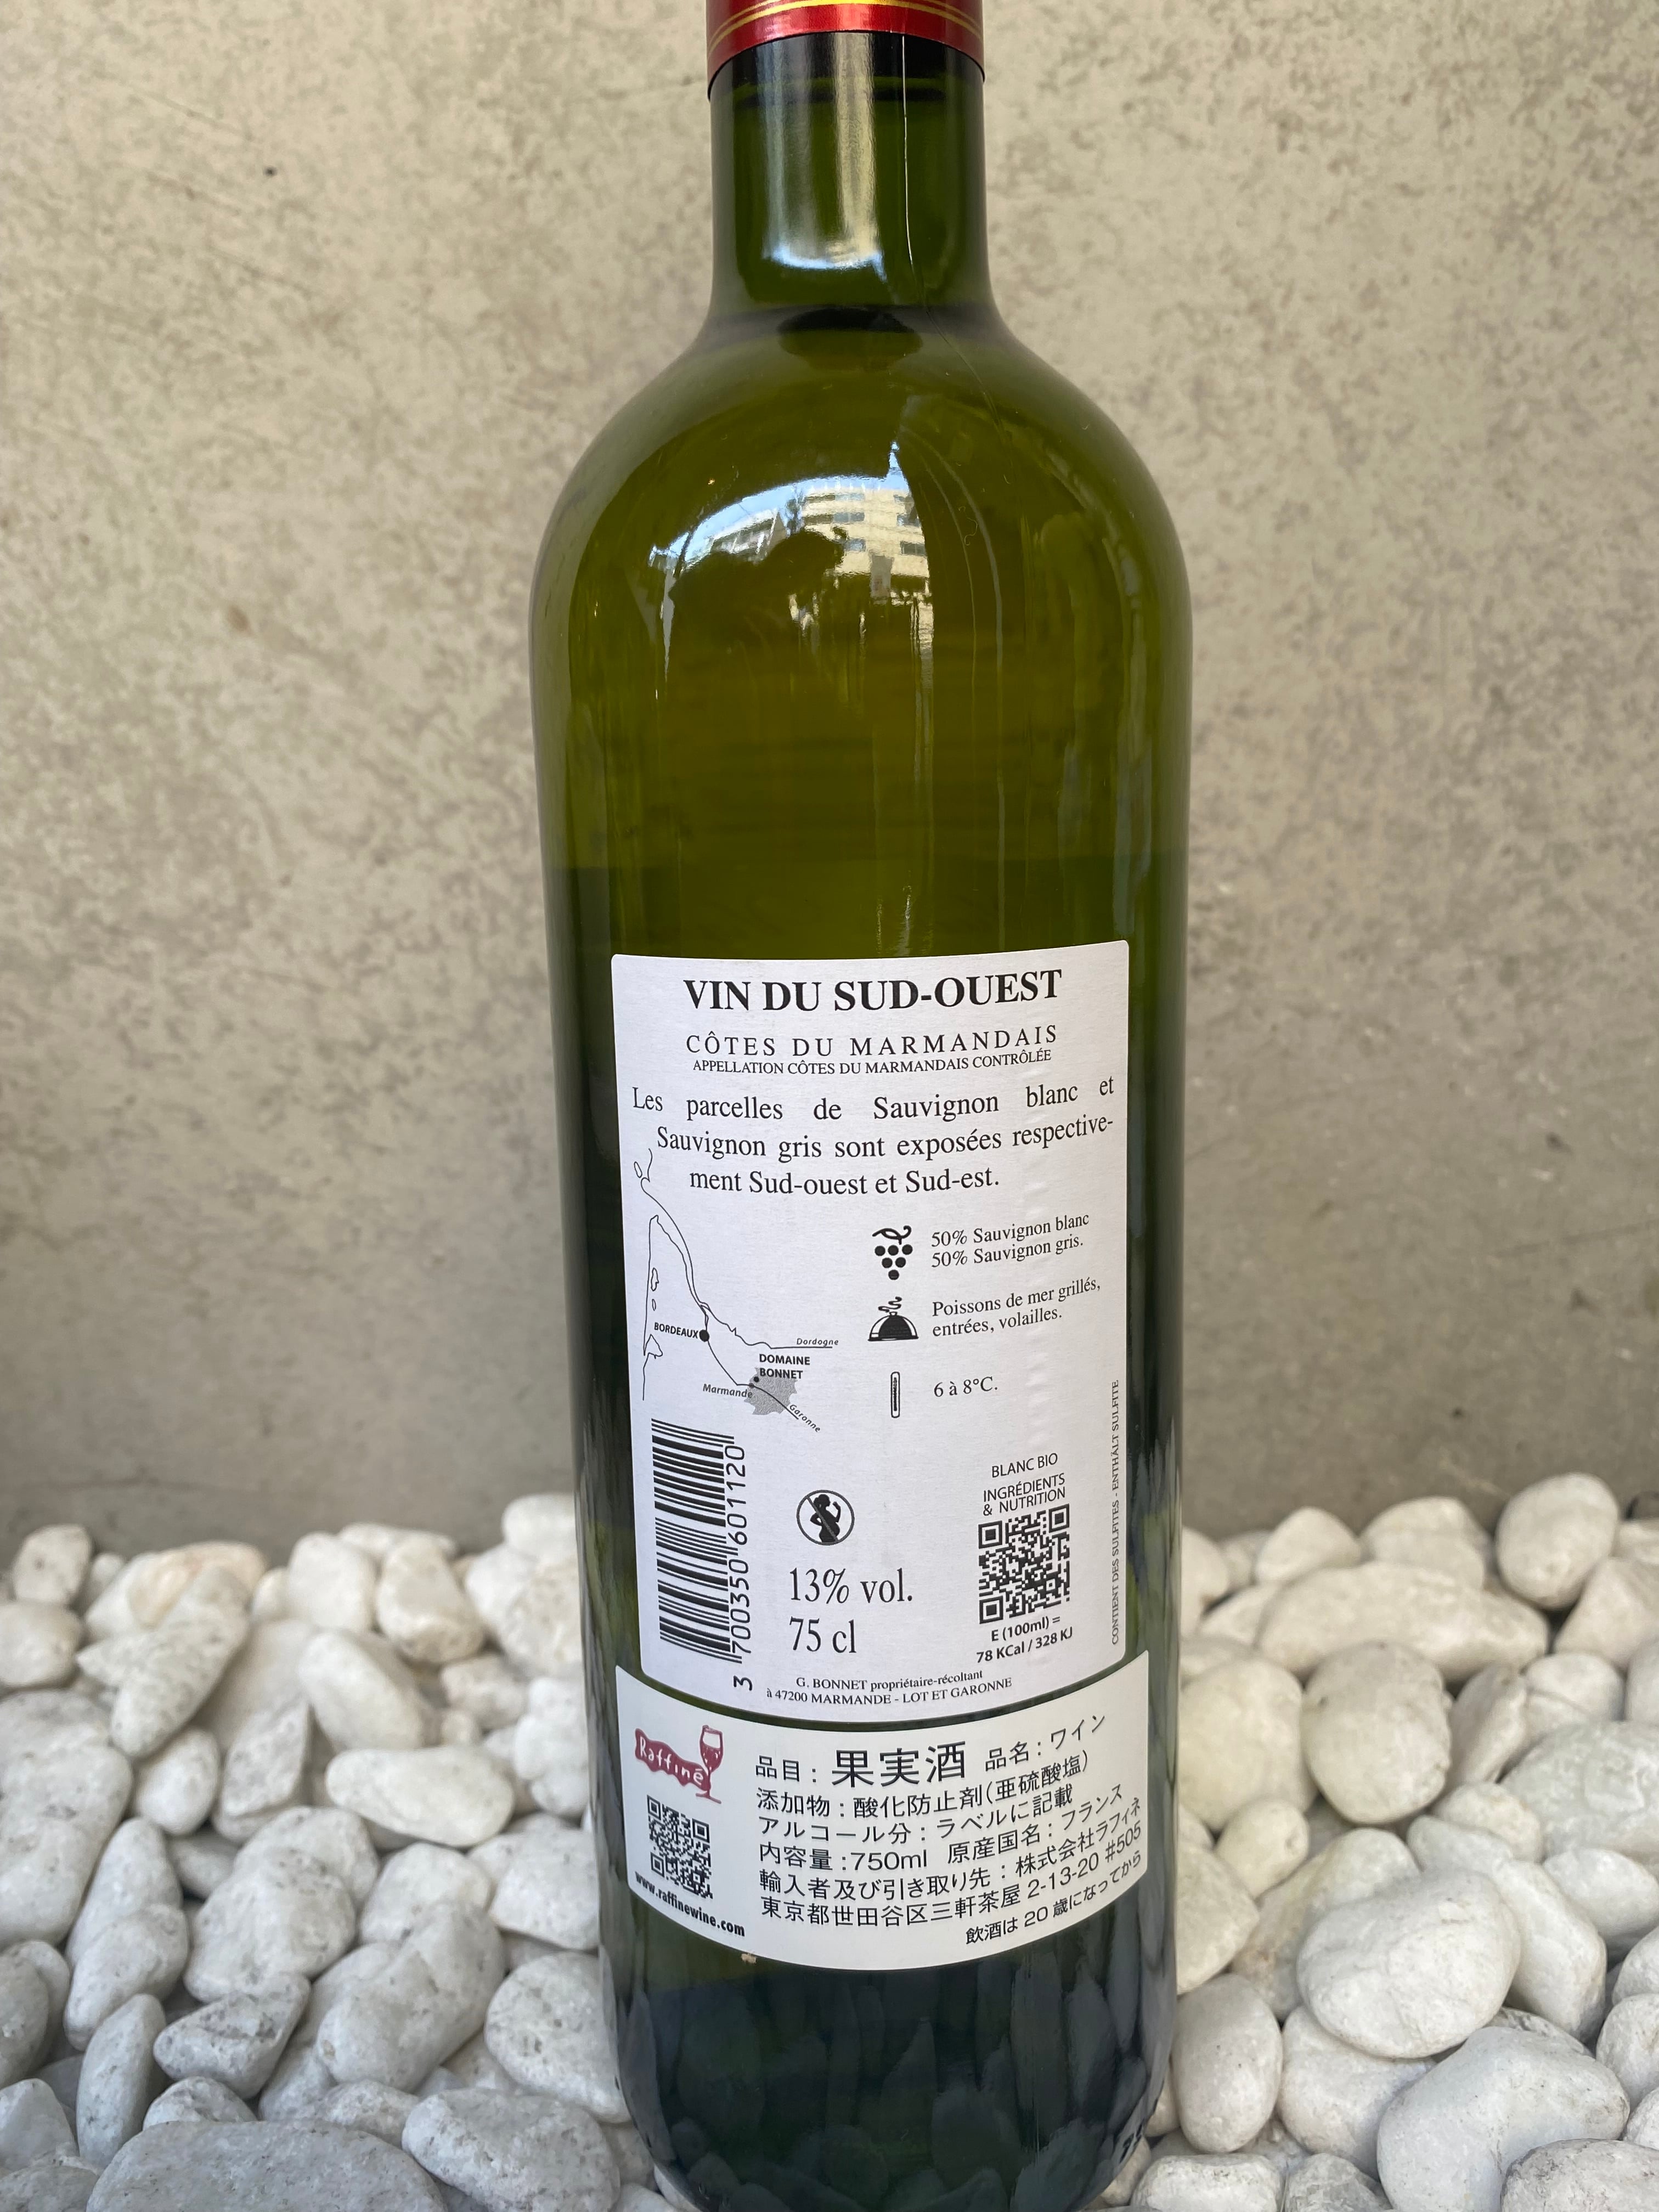 VIN DU SUD-OUEST
CÔTES DU MARMANDAIS
APPELLATION CÔTES DU MARMANDAIS CONTRÔLÉE
Les parcelles de Sauvignon blanc et
Sauvignon gris sont exposées respective-
ment Sud-ouest et Sud-est.
50% Sauvignon blanc
50% Sauvignon gris.
Poissons de mer grillés,
entrées, volailles.
6 à 8°C.
BORDEAUX
Dordogne
DOMAINE
BONNET
Marmande
Garonne
3 700350 601120
13% vol.
75 cl
BLANC BIO
INGRÉDIENTS
& NUTRITION
E (100ml) =
78 KCal / 328 KJ
CONTIENT DES SULFITES - ENTHÄLT SULFITE
G. BONNET propriétaire-récoltant
à 47200 MARMANDE - LOT ET GARONNE
Raffiné
www.raffinewine.com
品目：果実酒 品名：ワイン
添加物：酸化防止剤(亜硫酸塩)
アルコール分：ラベルに記載
内容量：750ml 原産国名：フランス
輸入者及び引き取り先：株式会社ラフィネ
東京都世田谷区三軒茶屋 2-13-20 #505
飲酒は 20 歳になってから